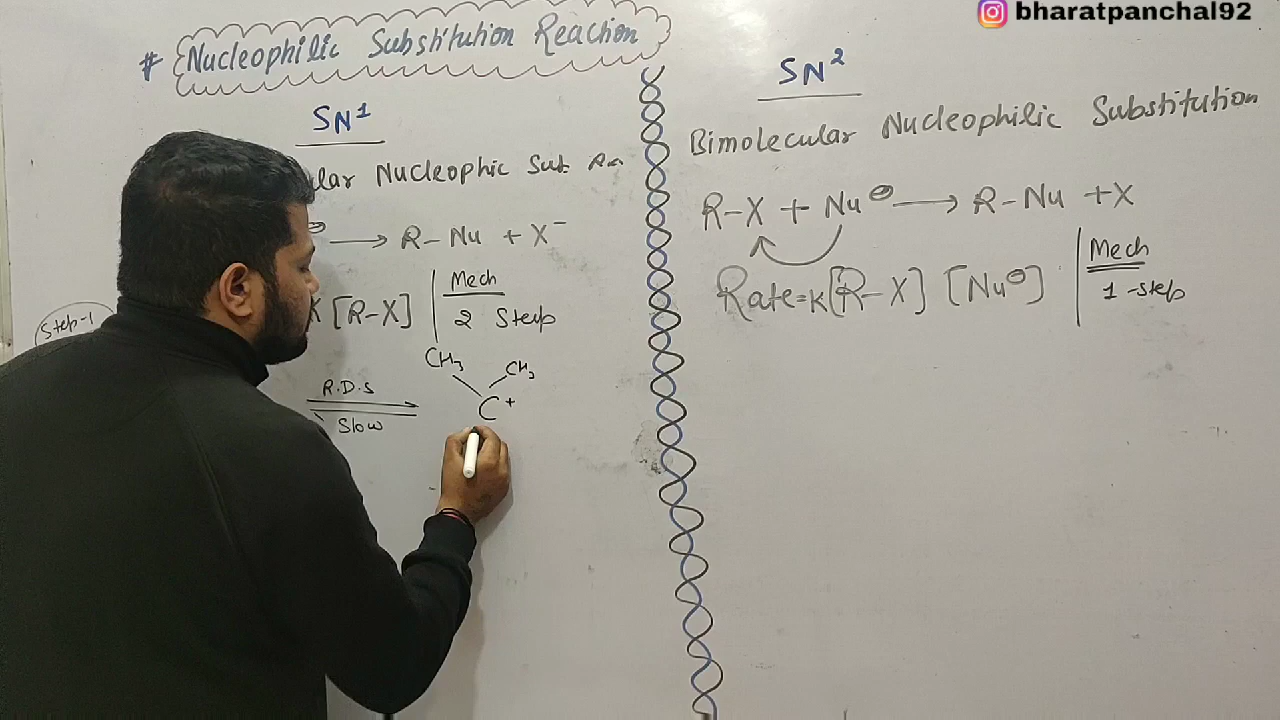 bharatpanchal92
# Nucleophilic Substitution Reaction
SN¹
lar Nucleophic Sub.
⊖ → R-Nu + X⁻
K [R-X]
Mech
2 Step
Step-1
R.D.S
Slow
CH₃ CH₃
C⁺
SN²
Bimolecular Nucleophilic Substitution
R-X + Nu⊖ → R-Nu + X
Rate=K[R-X] [Nu⊖]
Mech
1-step